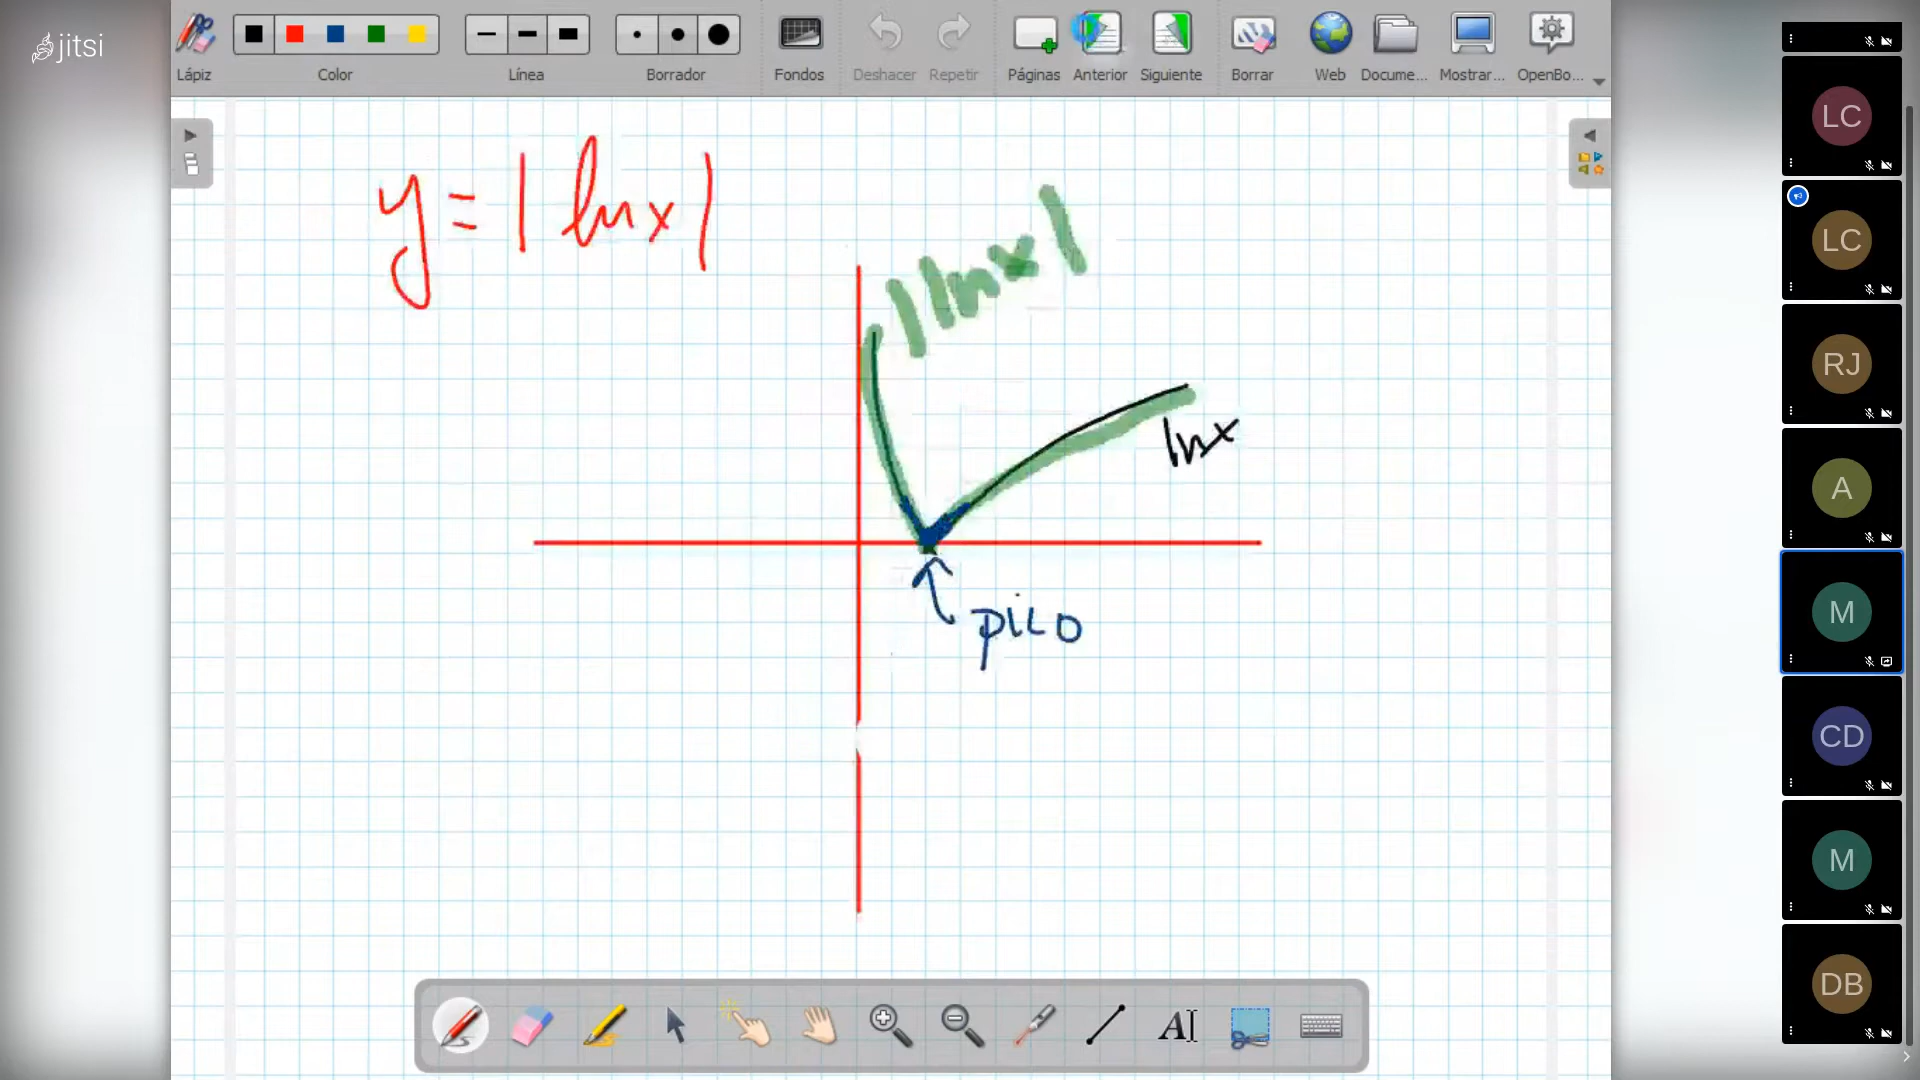 jitsi
Lápiz
Color
Línea
Borrador
Fondos
Deshacer
Repetir
Páginas
Anterior
Siguiente
Borrar
Web
Docume...
Mostrar...
OpenBo...
y = | ln x |
| ln x |
ln x
pico
LC
LC
RJ
A
M
CD
M
DB
AI